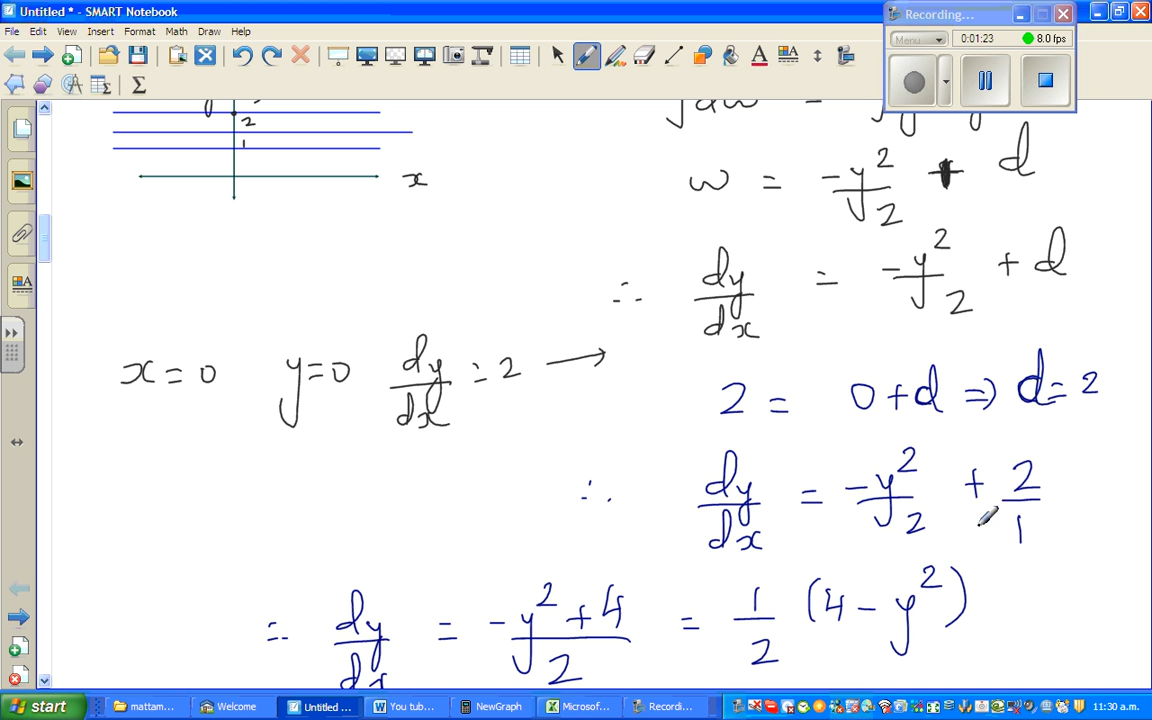 Untitled * - SMART Notebook
Recording...
File Edit View Insert Format Math Draw Help
Menu 0:01:23 8.0 fps
2
1
x
w = -y²/2 + d
∴ dy/dx = -y²/2 + d
x = 0 y = 0 dy/dx = 2 →
2 = 0 + d ⇒ d = 2
∴ dy/dx = -y²/2 + 2/1
∴ dy/dx = (-y² + 4)/2 = 1/2 (4 - y²)
start mattam... Welcome Untitled ... You tub... NewGraph Microsof... Recordi... 11:30 a.m.